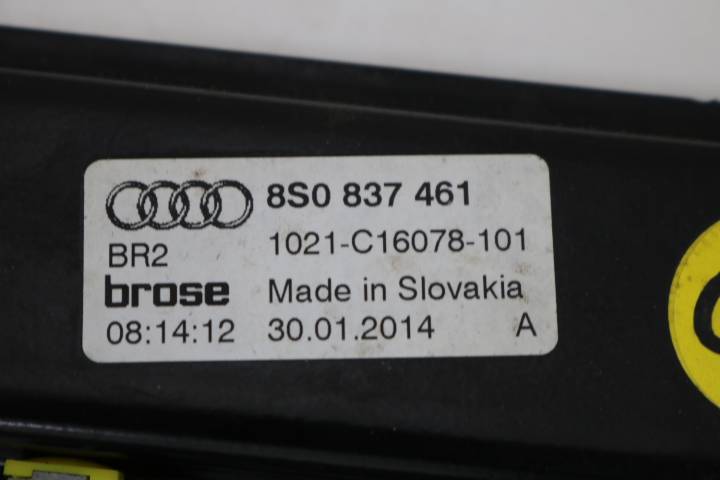 8S0 837 461
BR2 1021-C16078-101
brose Made in Slovakia
08:14:12 30.01.2014 A